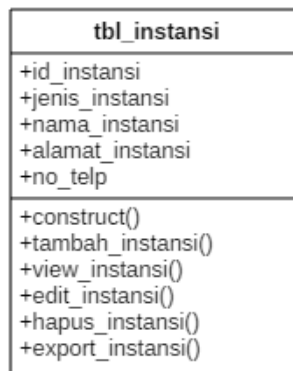 tbl_instansi
+id_instansi
+jenis_instansi
+nama_instansi
+alamat_instansi
+no_telp
+construct()
+tambah_instansi()
+view_instansi()
+edit_instansi()
+hapus_instansi()
+export_instansi()